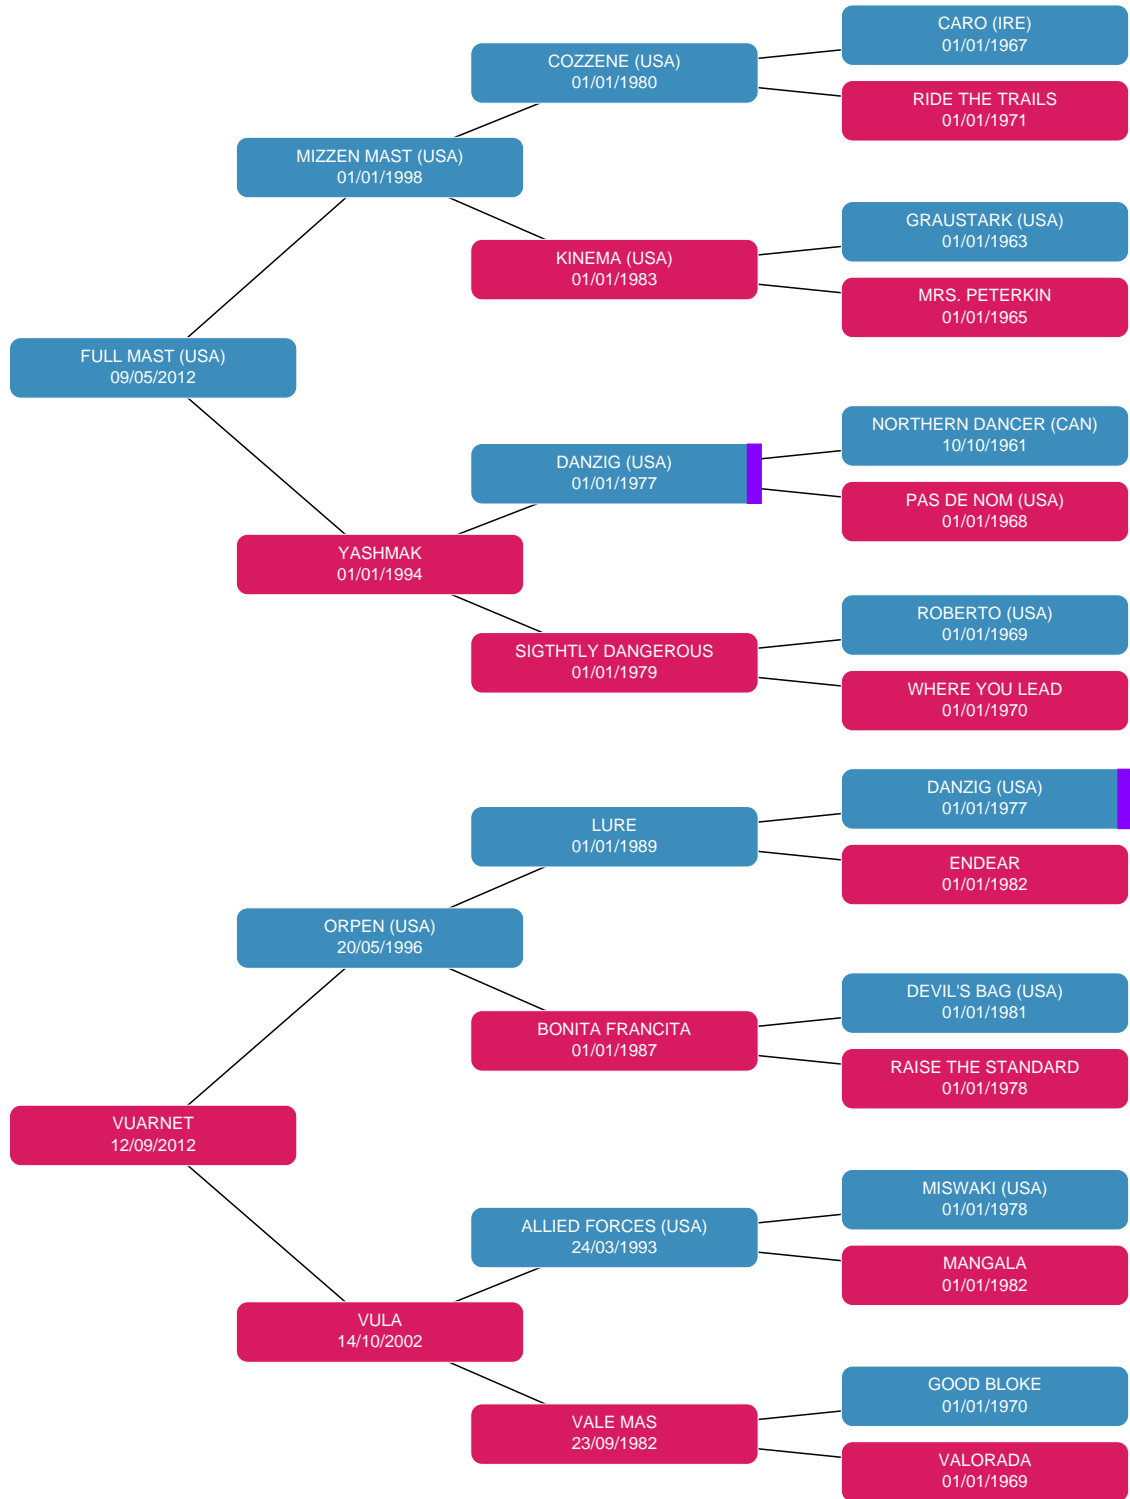 CARO (IRE)
01/01/1967
COZZENE (USA)
01/01/1980
RIDE THE TRAILS
01/01/1971
MIZZEN MAST (USA)
01/01/1998
GRAUSTARK (USA)
01/01/1963
KINEMA (USA)
01/01/1983
MRS. PETERKIN
01/01/1965
FULL MAST (USA)
09/05/2012
NORTHERN DANCER (CAN)
10/10/1961
DANZIG (USA)
01/01/1977
PAS DE NOM (USA)
01/01/1968
YASHMAK
01/01/1994
ROBERTO (USA)
01/01/1969
SIGTHTLY DANGEROUS
01/01/1979
WHERE YOU LEAD
01/01/1970
DANZIG (USA)
01/01/1977
LURE
01/01/1989
ENDEAR
01/01/1982
ORPEN (USA)
20/05/1996
DEVIL'S BAG (USA)
01/01/1981
BONITA FRANCITA
01/01/1987
RAISE THE STANDARD
01/01/1978
VUARNET
12/09/2012
MISWAKI (USA)
01/01/1978
ALLIED FORCES (USA)
24/03/1993
MANGALA
01/01/1982
VULA
14/10/2002
GOOD BLOKE
01/01/1970
VALE MAS
23/09/1982
VALORADA
01/01/1969